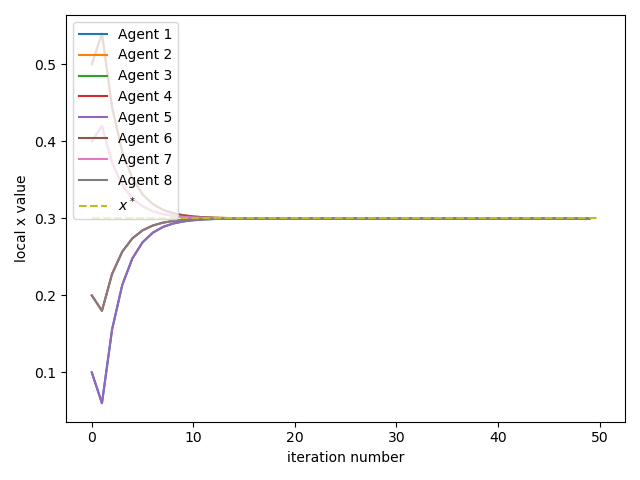 Agent 1
Agent 2
Agent 3
Agent 4
Agent 5
Agent 6
Agent 7
Agent 8
x*
0.5
0.4
0.3
0.2
0.1
local x value
0 10 20 30 40 50
iteration number